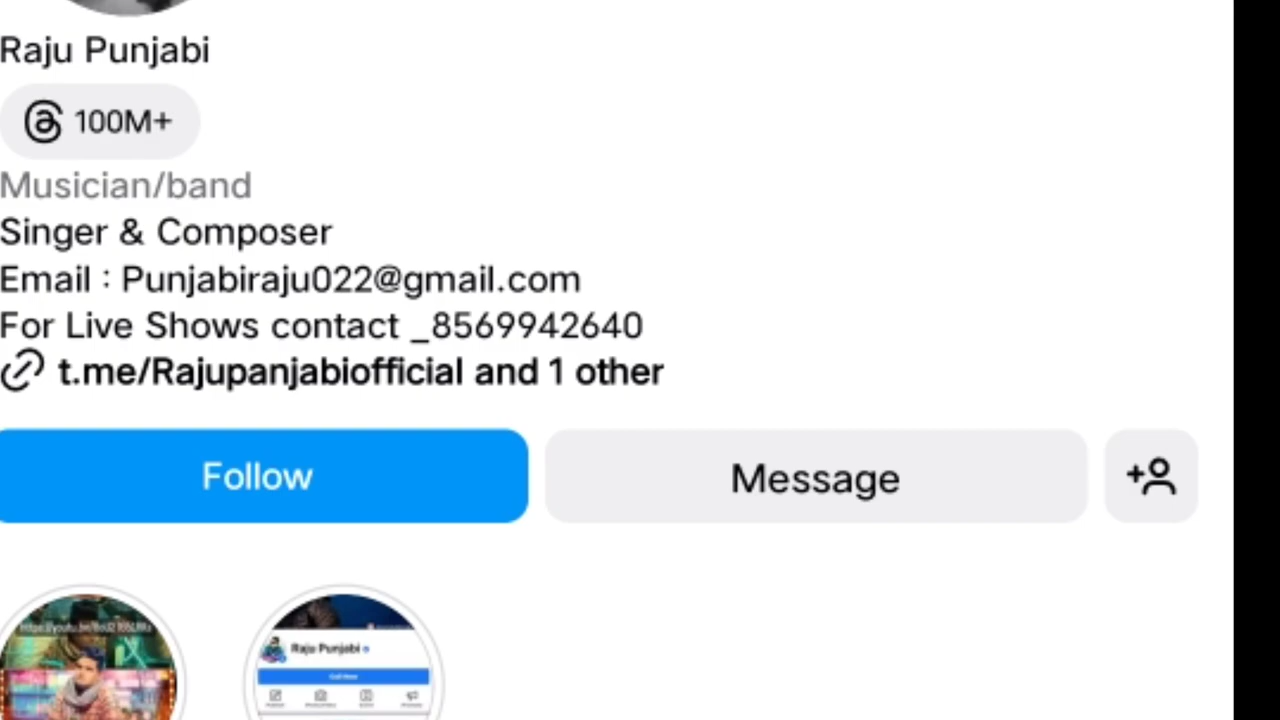 Raju Punjabi
100M+
Musician/band
Singer & Composer
Email : Punjabiraju022@gmail.com
For Live Shows contact _8569942640
t.me/Rajupanjabiofficial and 1 other
Follow
Message
Raju Punjabi